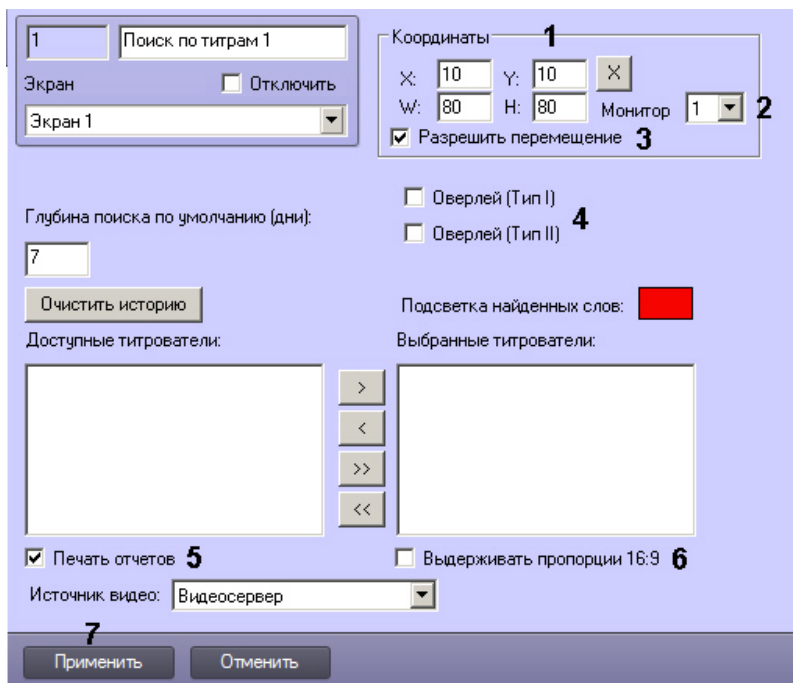 1 Поиск по титрам 1
Координаты 1
X: 10 Y: 10 X
Экран Отключить
W: 80 H: 80 Монитор 1 2
Экран 1
Разрешить перемещение 3
Оверлей (Тип I)
4
Глубина поиска по умолчанию (дни):
Оверлей (Тип II)
7
Очистить историю
Подсветка найденных слов:
Доступные титрователи:
Выбранные титрователи:
>
<
>>
<<
Печать отчетов 5
Выдерживать пропорции 16:9 6
Источник видео: Видеосервер
7
Применить Отменить